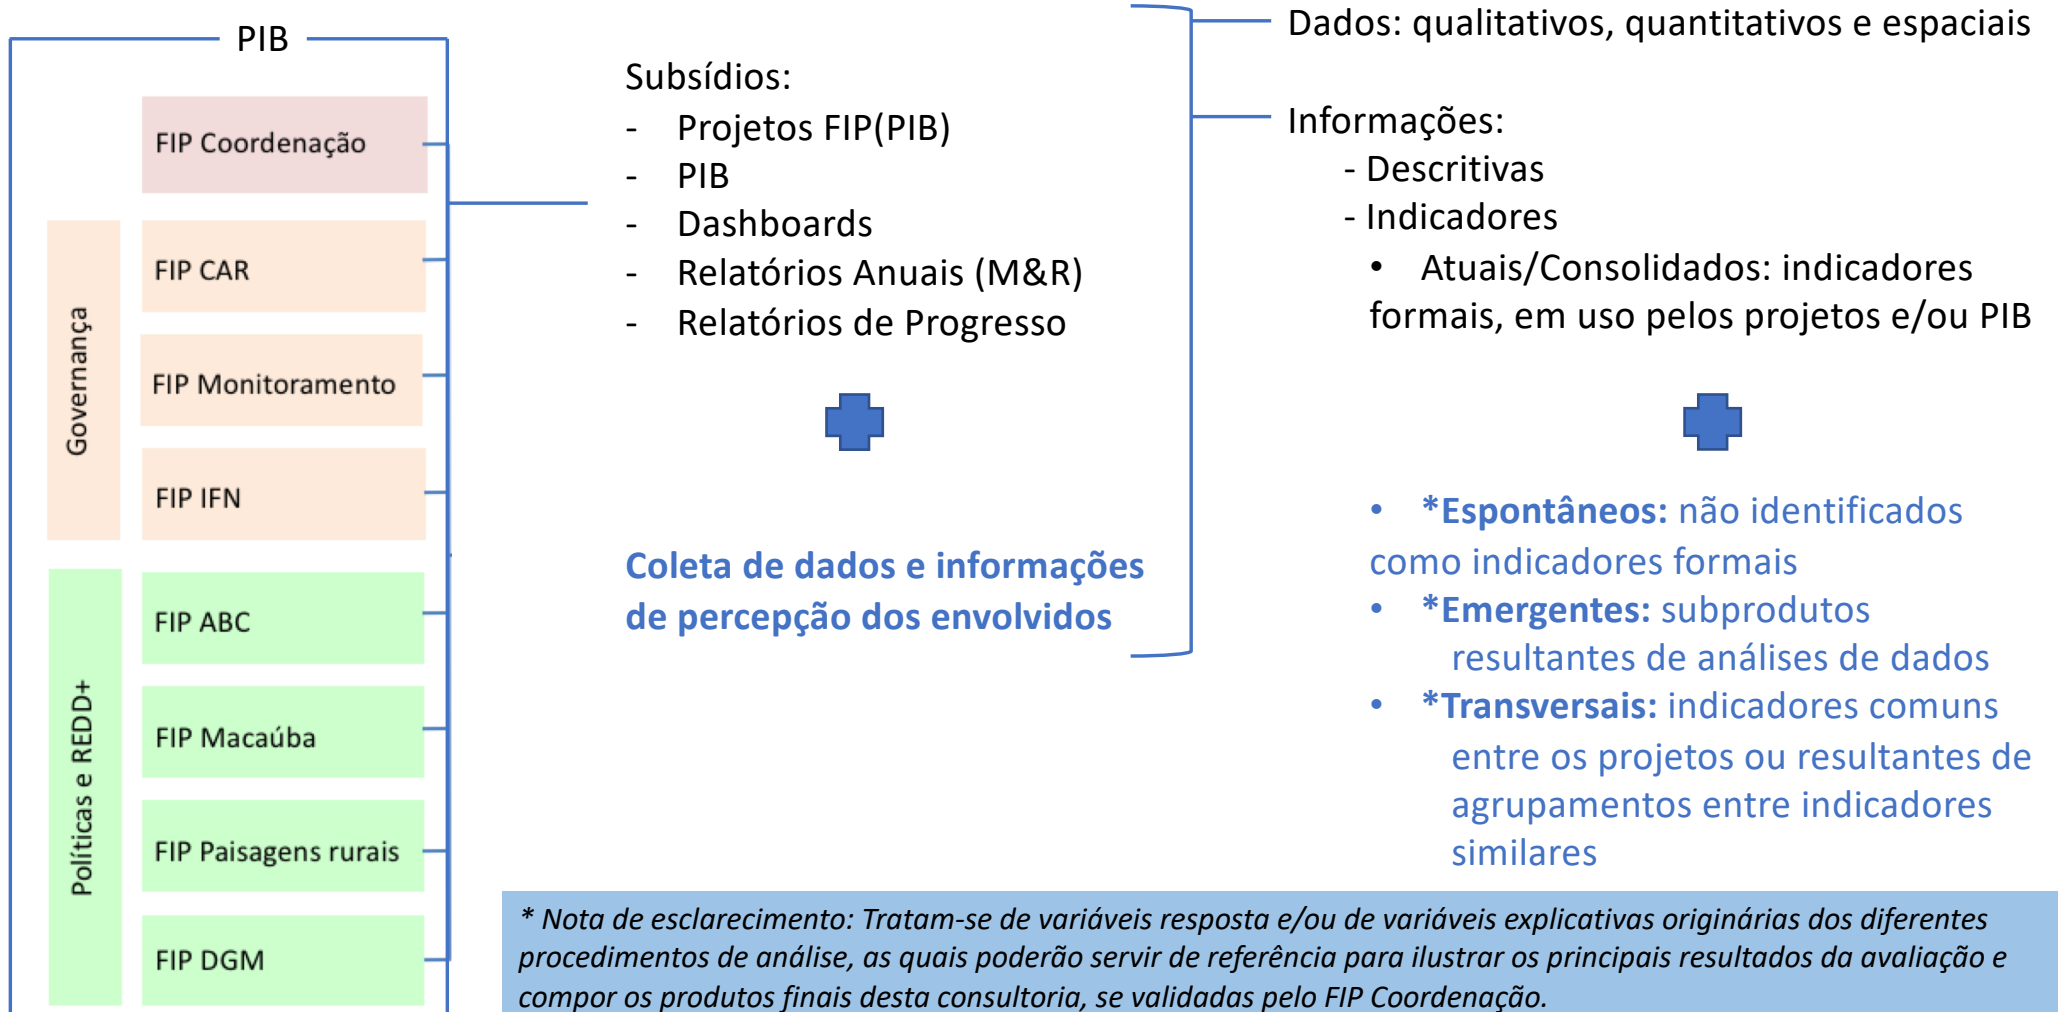 PIB
FIP Coordenação
Governança
FIP CAR
FIP Monitoramento
FIP IFN
Políticas e REDD+
FIP ABC
FIP Macaúba
FIP Paisagens rurais
FIP DGM
Subsídios:
- Projetos FIP(PIB)
- PIB
- Dashboards
- Relatórios Anuais (M&R)
- Relatórios de Progresso
Coleta de dados e informações
de percepção dos envolvidos
Dados: qualitativos, quantitativos e espaciais
Informações:
- Descritivas
- Indicadores
• Atuais/Consolidados: indicadores
formais, em uso pelos projetos e/ou PIB
• *Espontâneos: não identificados
como indicadores formais
• *Emergentes: subprodutos
resultantes de análises de dados
• *Transversais: indicadores comuns
entre os projetos ou resultantes de
agrupamentos entre indicadores
similares
* Nota de esclarecimento: Tratam-se de variáveis resposta e/ou de variáveis explicativas originárias dos diferentes
procedimentos de análise, as quais poderão servir de referência para ilustrar os principais resultados da avaliação e
compor os produtos finais desta consultoria, se validadas pelo FIP Coordenação.